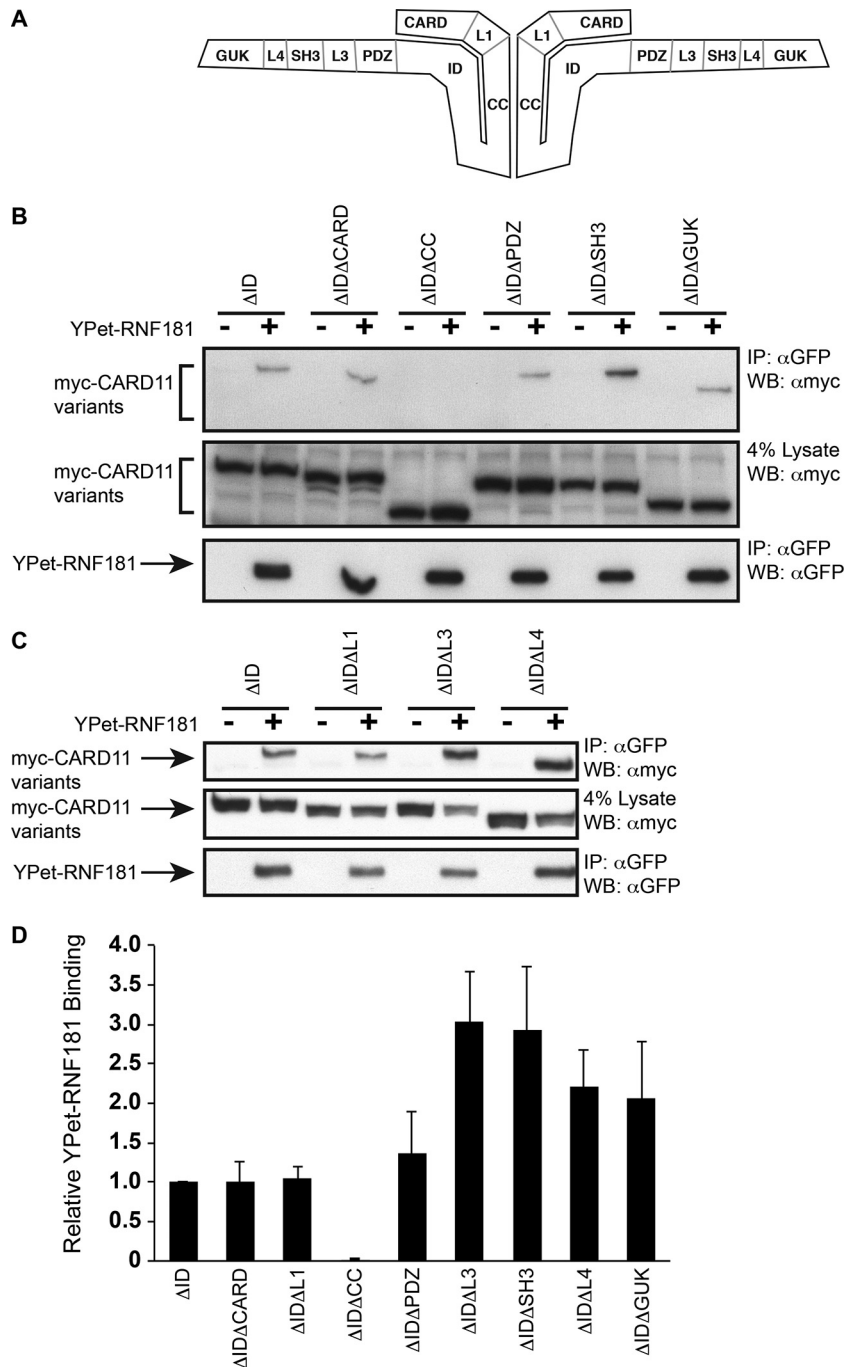 A
CARD L1 L1 CARD
GUK L4 SH3 L3 PDZ ID CC CC ID PDZ L3 SH3 L4 GUK
B
ΔID ΔIDΔCARD ΔIDΔCC ΔIDΔPDZ ΔIDΔSH3 ΔIDΔGUK
YPet-RNF181 - + - + - + - + - + - +
myc-CARD11
variants
IP: αGFP
WB: αmyc
myc-CARD11
variants
4% Lysate
WB: αmyc
YPet-RNF181
IP: αGFP
WB: αGFP
C
ΔID ΔIDΔL1 ΔIDΔL3 ΔIDΔL4
YPet-RNF181 - + - + - + - +
myc-CARD11
variants
IP: αGFP
WB: αmyc
myc-CARD11
variants
4% Lysate
WB: αmyc
YPet-RNF181
IP: αGFP
WB: αGFP
D
Relative YPet-RNF181 Binding
4.0
3.5
3.0
2.5
2.0
1.5
1.0
0.5
0
ΔID ΔIDΔCARD ΔIDΔL1 ΔIDΔCC ΔIDΔPDZ ΔIDΔL3 ΔIDΔSH3 ΔIDΔL4 ΔIDΔGUK